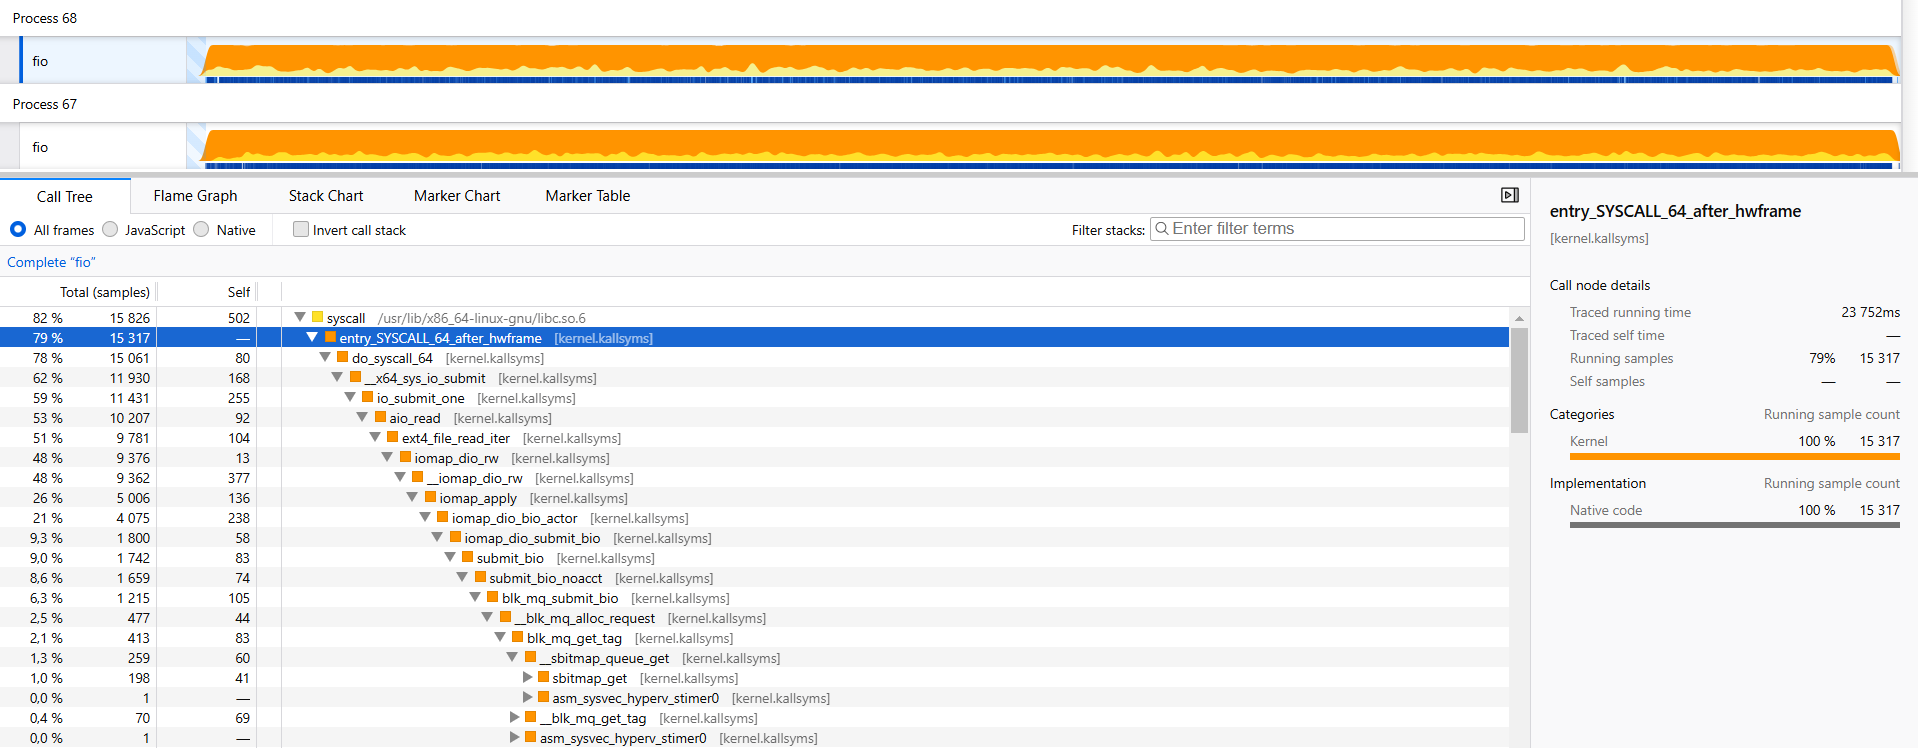 Process 68
fio
Process 67
fio
Call Tree Flame Graph Stack Chart Marker Chart Marker Table
All frames JavaScript Native Invert call stack Filter stacks: Enter filter terms
Complete “fio”
Total (samples) Self
82 % 15 826 502 syscall /usr/lib/x86_64-linux-gnu/libc.so.6
79 % 15 317 — entry_SYSCALL_64_after_hwframe [kernel.kallsyms]
78 % 15 061 80 do_syscall_64 [kernel.kallsyms]
62 % 11 930 168 __x64_sys_io_submit [kernel.kallsyms]
59 % 11 431 255 io_submit_one [kernel.kallsyms]
53 % 10 207 92 aio_read [kernel.kallsyms]
51 % 9 781 104 ext4_file_read_iter [kernel.kallsyms]
48 % 9 376 13 iomap_dio_rw [kernel.kallsyms]
48 % 9 362 377 __iomap_dio_rw [kernel.kallsyms]
26 % 5 006 136 iomap_apply [kernel.kallsyms]
21 % 4 075 238 iomap_dio_bio_actor [kernel.kallsyms]
9,3 % 1 800 58 iomap_dio_submit_bio [kernel.kallsyms]
9,0 % 1 742 83 submit_bio [kernel.kallsyms]
8,6 % 1 659 74 submit_bio_noacct [kernel.kallsyms]
6,3 % 1 215 105 blk_mq_submit_bio [kernel.kallsyms]
2,5 % 477 44 __blk_mq_alloc_request [kernel.kallsyms]
2,1 % 413 83 blk_mq_get_tag [kernel.kallsyms]
1,3 % 259 60 __sbitmap_queue_get [kernel.kallsyms]
1,0 % 198 41 sbitmap_get [kernel.kallsyms]
0,0 % 1 — asm_sysvec_hyperv_stimer0 [kernel.kallsyms]
0,4 % 70 69 __blk_mq_get_tag [kernel.kallsyms]
0,0 % 1 — asm_sysvec_hyperv_stimer0 [kernel.kallsyms]
entry_SYSCALL_64_after_hwframe
[kernel.kallsyms]
Call node details
Traced running time 23 752ms
Traced self time —
Running samples 79% 15 317
Self samples — —
Categories Running sample count
Kernel 100 % 15 317
Implementation Running sample count
Native code 100 % 15 317